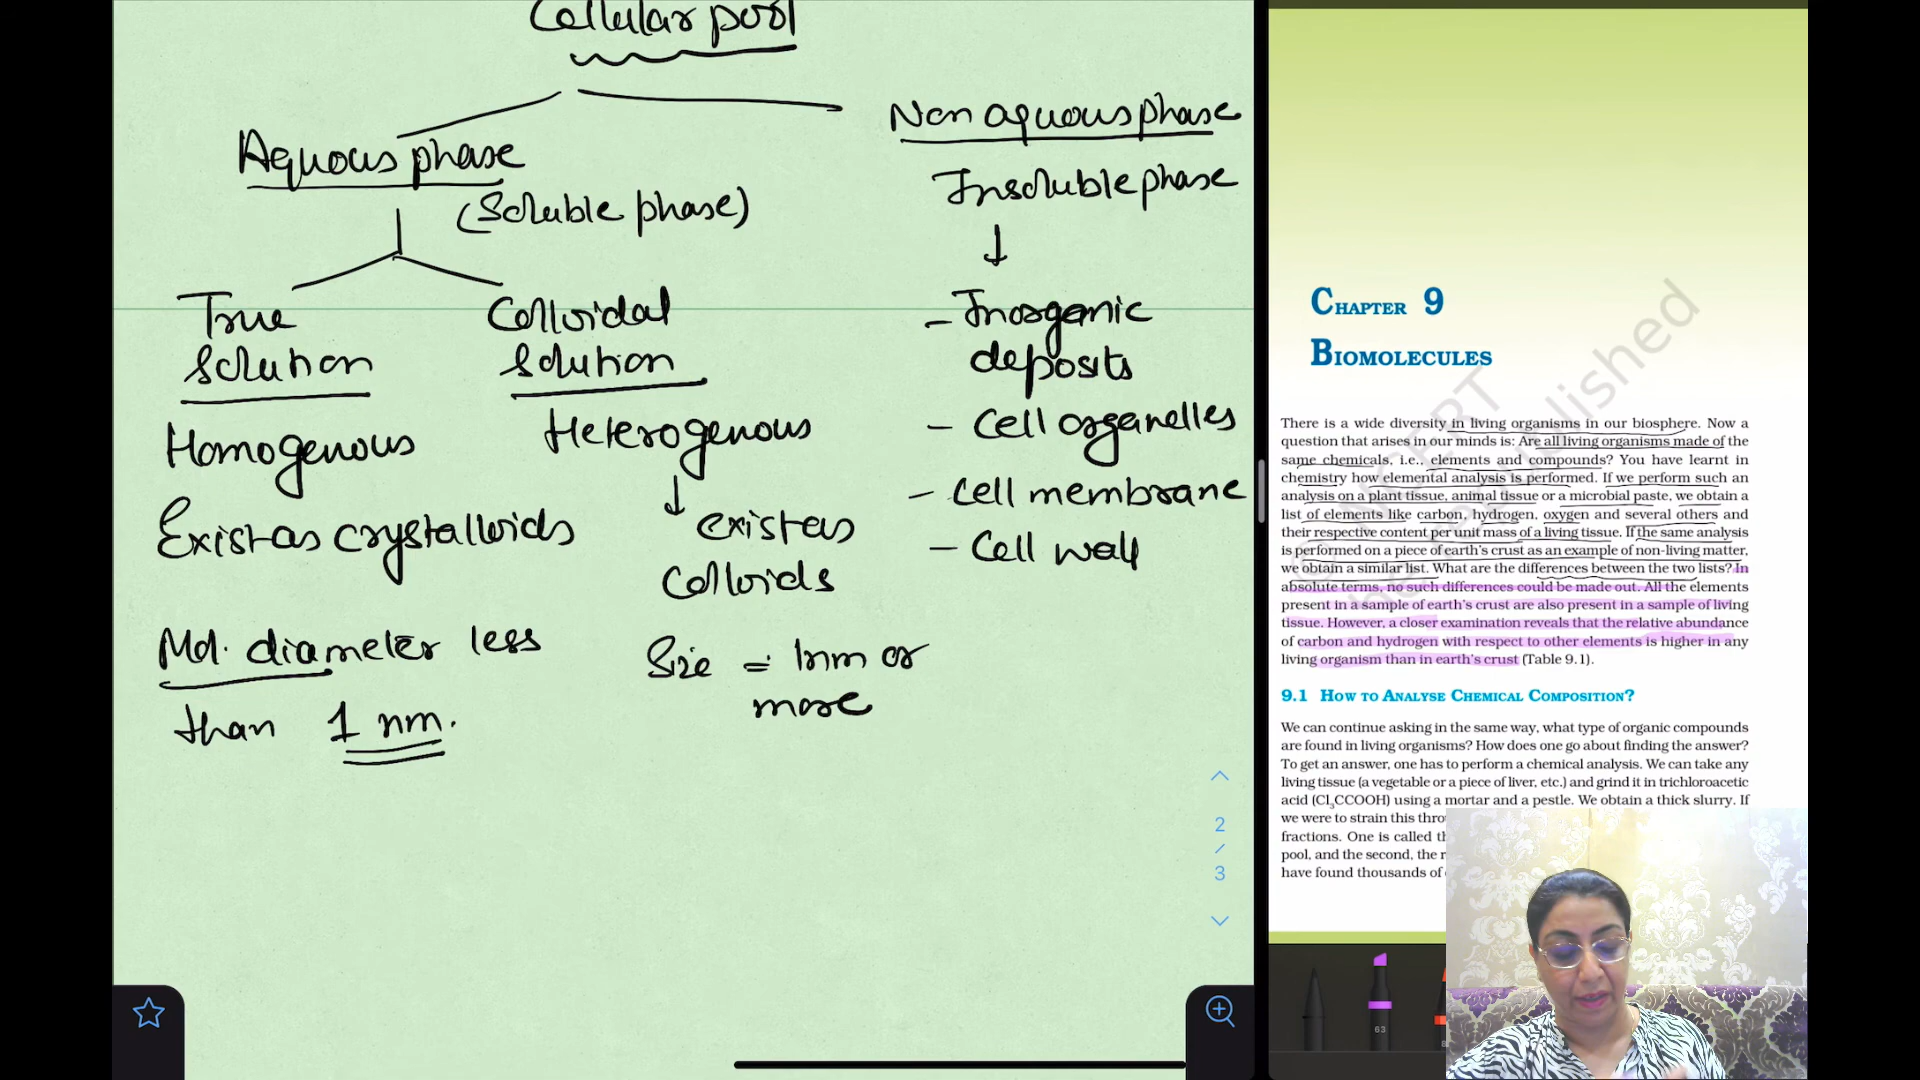 Cellular pool
Aqueous phase
(Soluble phase)
Non aqueous phase
Insoluble phase
True
solution
Homogenous
Exist as crystalloids
Mol. diameter less
than 1 nm.
Colloidal
solution
Heterogenous
exist as
colloids
Size = 1nm or
more
- Inorganic
deposits
- Cell organelles
- Cell membrane
- Cell wall
2
/
3
CHAPTER 9
BIOMOLECULES
There is a wide diversity in living organisms in our biosphere. Now a
question that arises in our minds is: Are all living organisms made of the
same chemicals, i.e., elements and compounds? You have learnt in
chemistry how elemental analysis is performed. If we perform such an
analysis on a plant tissue, animal tissue or a microbial paste, we obtain a
list of elements like carbon, hydrogen, oxygen and several others and
their respective content per unit mass of a living tissue. If the same analysis
is performed on a piece of earth's crust as an example of non-living matter,
we obtain a similar list. What are the differences between the two lists? In
absolute terms, no such differences could be made out. All the elements
present in a sample of earth's crust are also present in a sample of living
tissue. However, a closer examination reveals that the relative abundance
of carbon and hydrogen with respect to other elements is higher in any
living organism than in earth's crust (Table 9.1).
9.1 HOW TO ANALYSE CHEMICAL COMPOSITION?
We can continue asking in the same way, what type of organic compounds
are found in living organisms? How does one go about finding the answer?
To get an answer, one has to perform a chemical analysis. We can take any
living tissue (a vegetable or a piece of liver, etc.) and grind it in trichloroacetic
acid (Cl3CCOOH) using a mortar and a pestle. We obtain a thick slurry. If
we were to strain this
fractions. One is called
pool, and the second, the
have found thousands of
NCERT
published
63